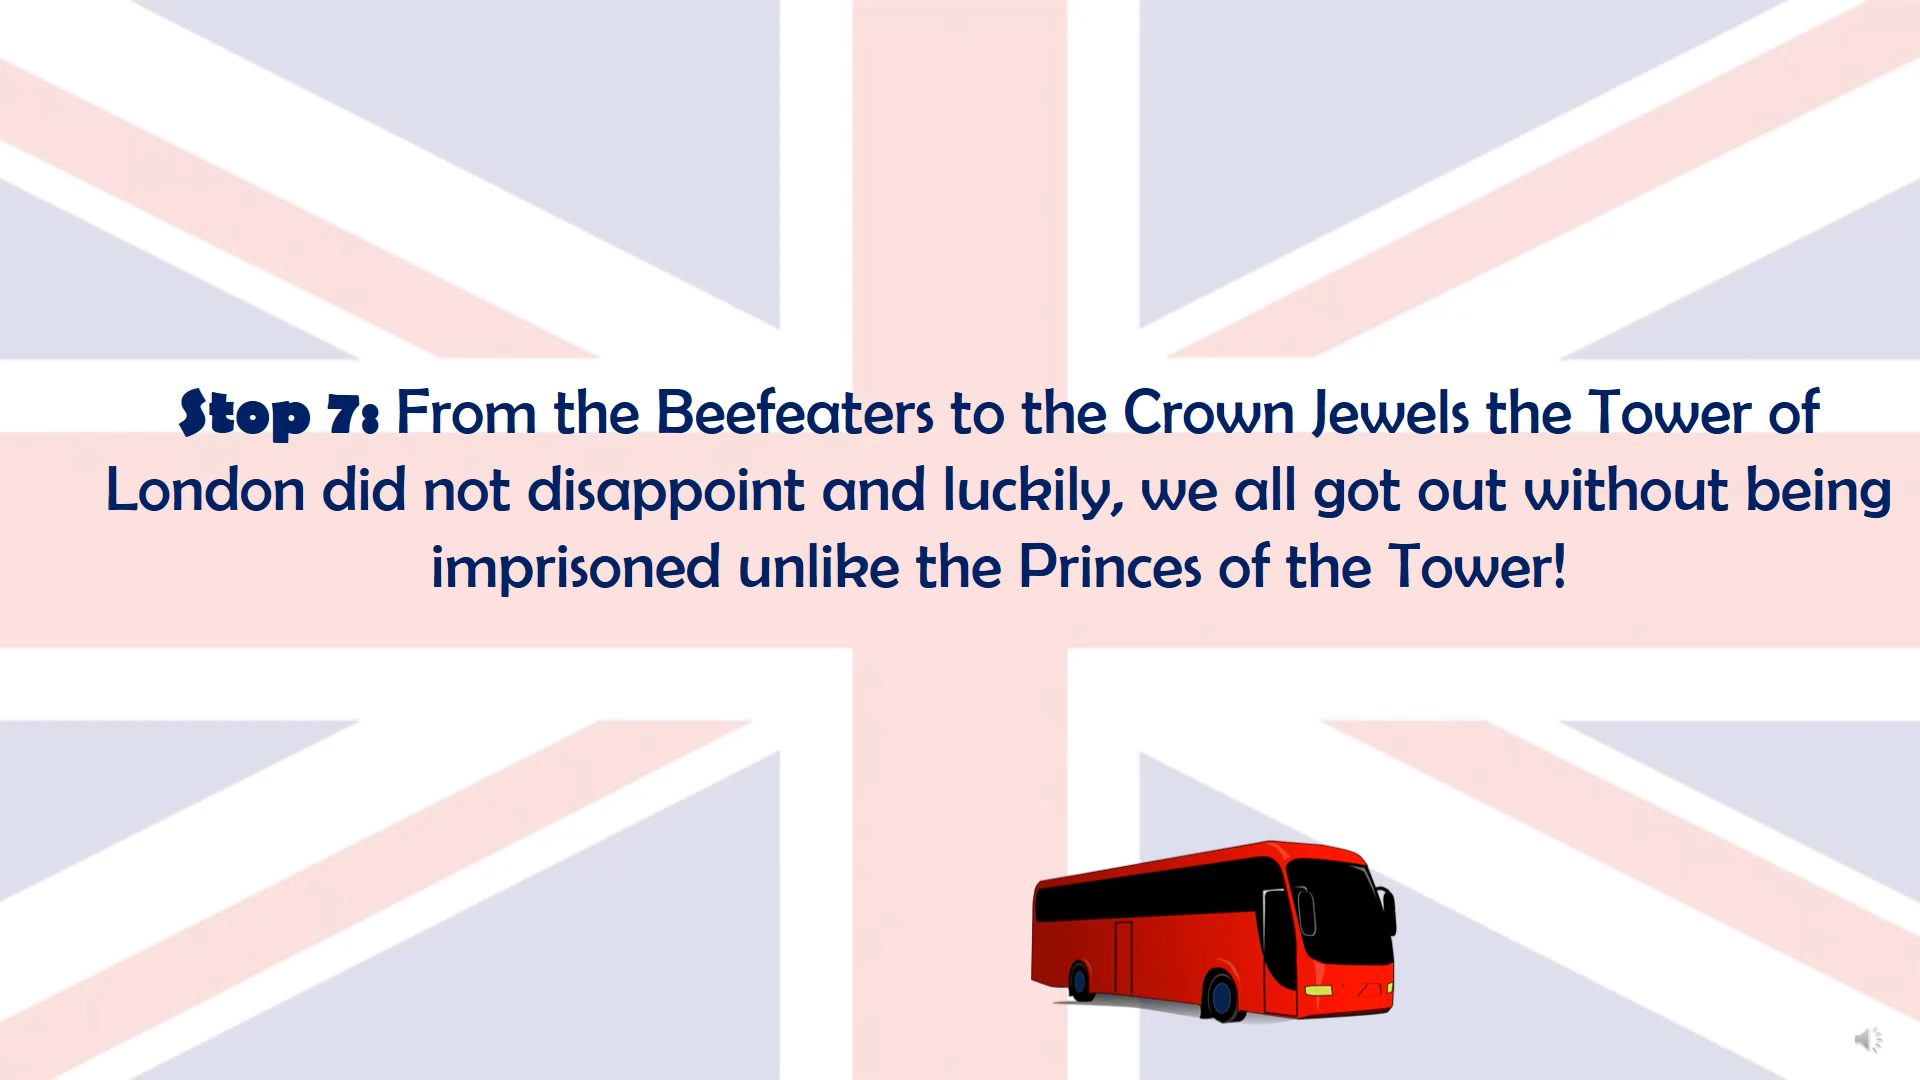 Stop 7: From the Beefeaters to the Crown Jewels the Tower of
London did not disappoint and luckily, we all got out without being
imprisoned unlike the Princes of the Tower!